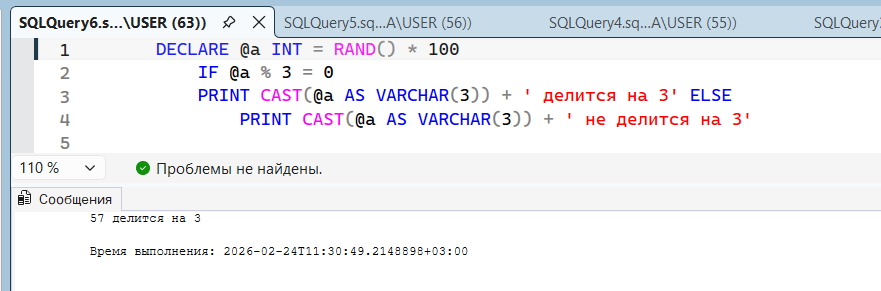 SQLQuery6.s...\USER (63)) SQLQuery5.sq...A\USER (56)) SQLQuery4.sq...A\USER (55)) SQLQuery
1 DECLARE @a INT = RAND() * 100
2 IF @a % 3 = 0
3 PRINT CAST(@a AS VARCHAR(3)) + ' делится на 3' ELSE
4 PRINT CAST(@a AS VARCHAR(3)) + ' не делится на 3'
5
110 % Проблемы не найдены.
Сообщения
57 делится на 3
Время выполнения: 2026-02-24T11:30:49.2148898+03:00